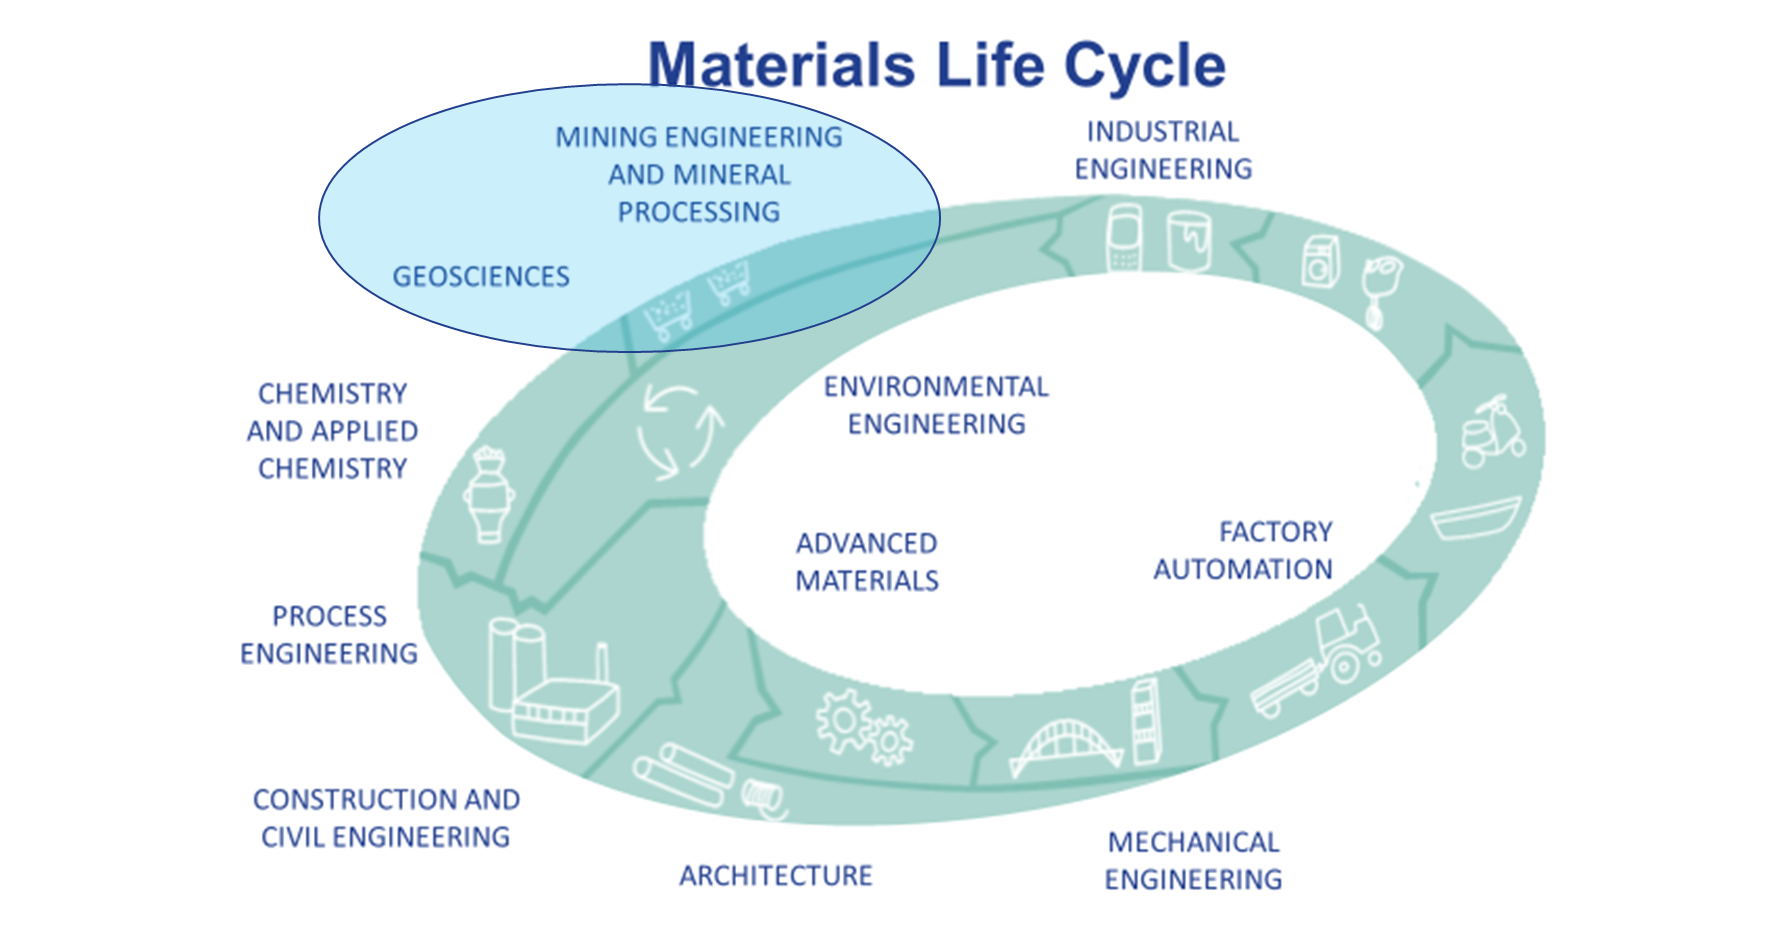 Materials Life Cycle
MINING ENGINEERING
AND MINERAL
PROCESSING
INDUSTRIAL
ENGINEERING
GEOSCIENCES
CHEMISTRY
AND APPLIED
CHEMISTRY
ENVIRONMENTAL
ENGINEERING
ADVANCED
MATERIALS
FACTORY
AUTOMATION
PROCESS
ENGINEERING
CONSTRUCTION AND
CIVIL ENGINEERING
ARCHITECTURE
MECHANICAL
ENGINEERING